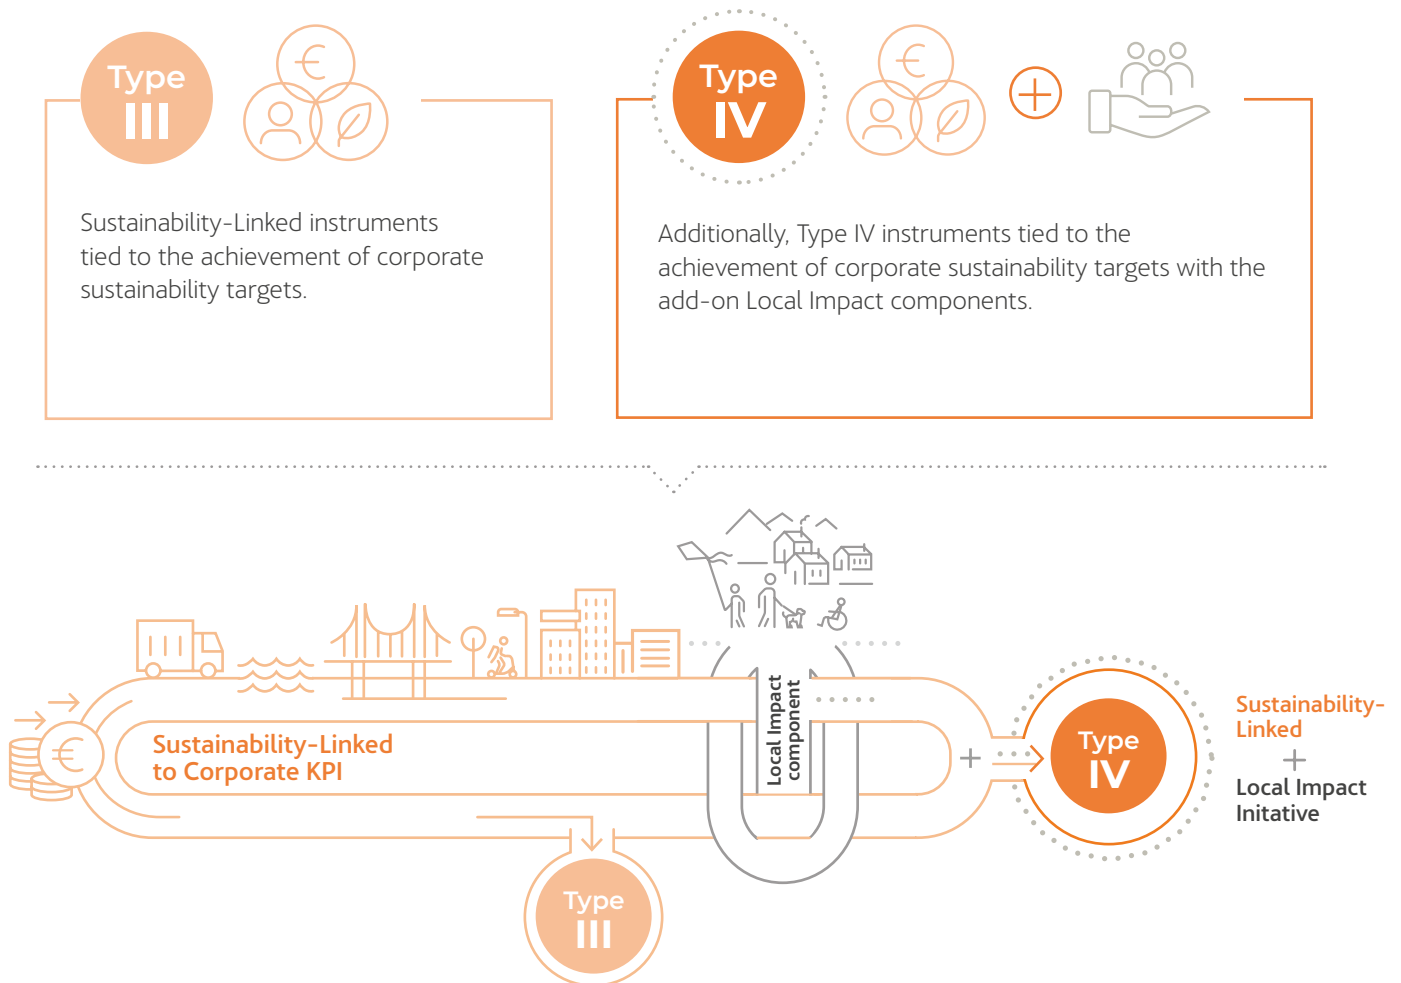 Type
III
Sustainability-Linked instruments
tied to the achievement of corporate
sustainability targets.
Type
IV
Additionally, Type IV instruments tied to the
achievement of corporate sustainability targets with the
add-on Local Impact components.
Sustainability-Linked
to Corporate KPI
Local Impact
component
Type
III
Type
IV
Sustainability-
Linked
+
Local Impact
Initative